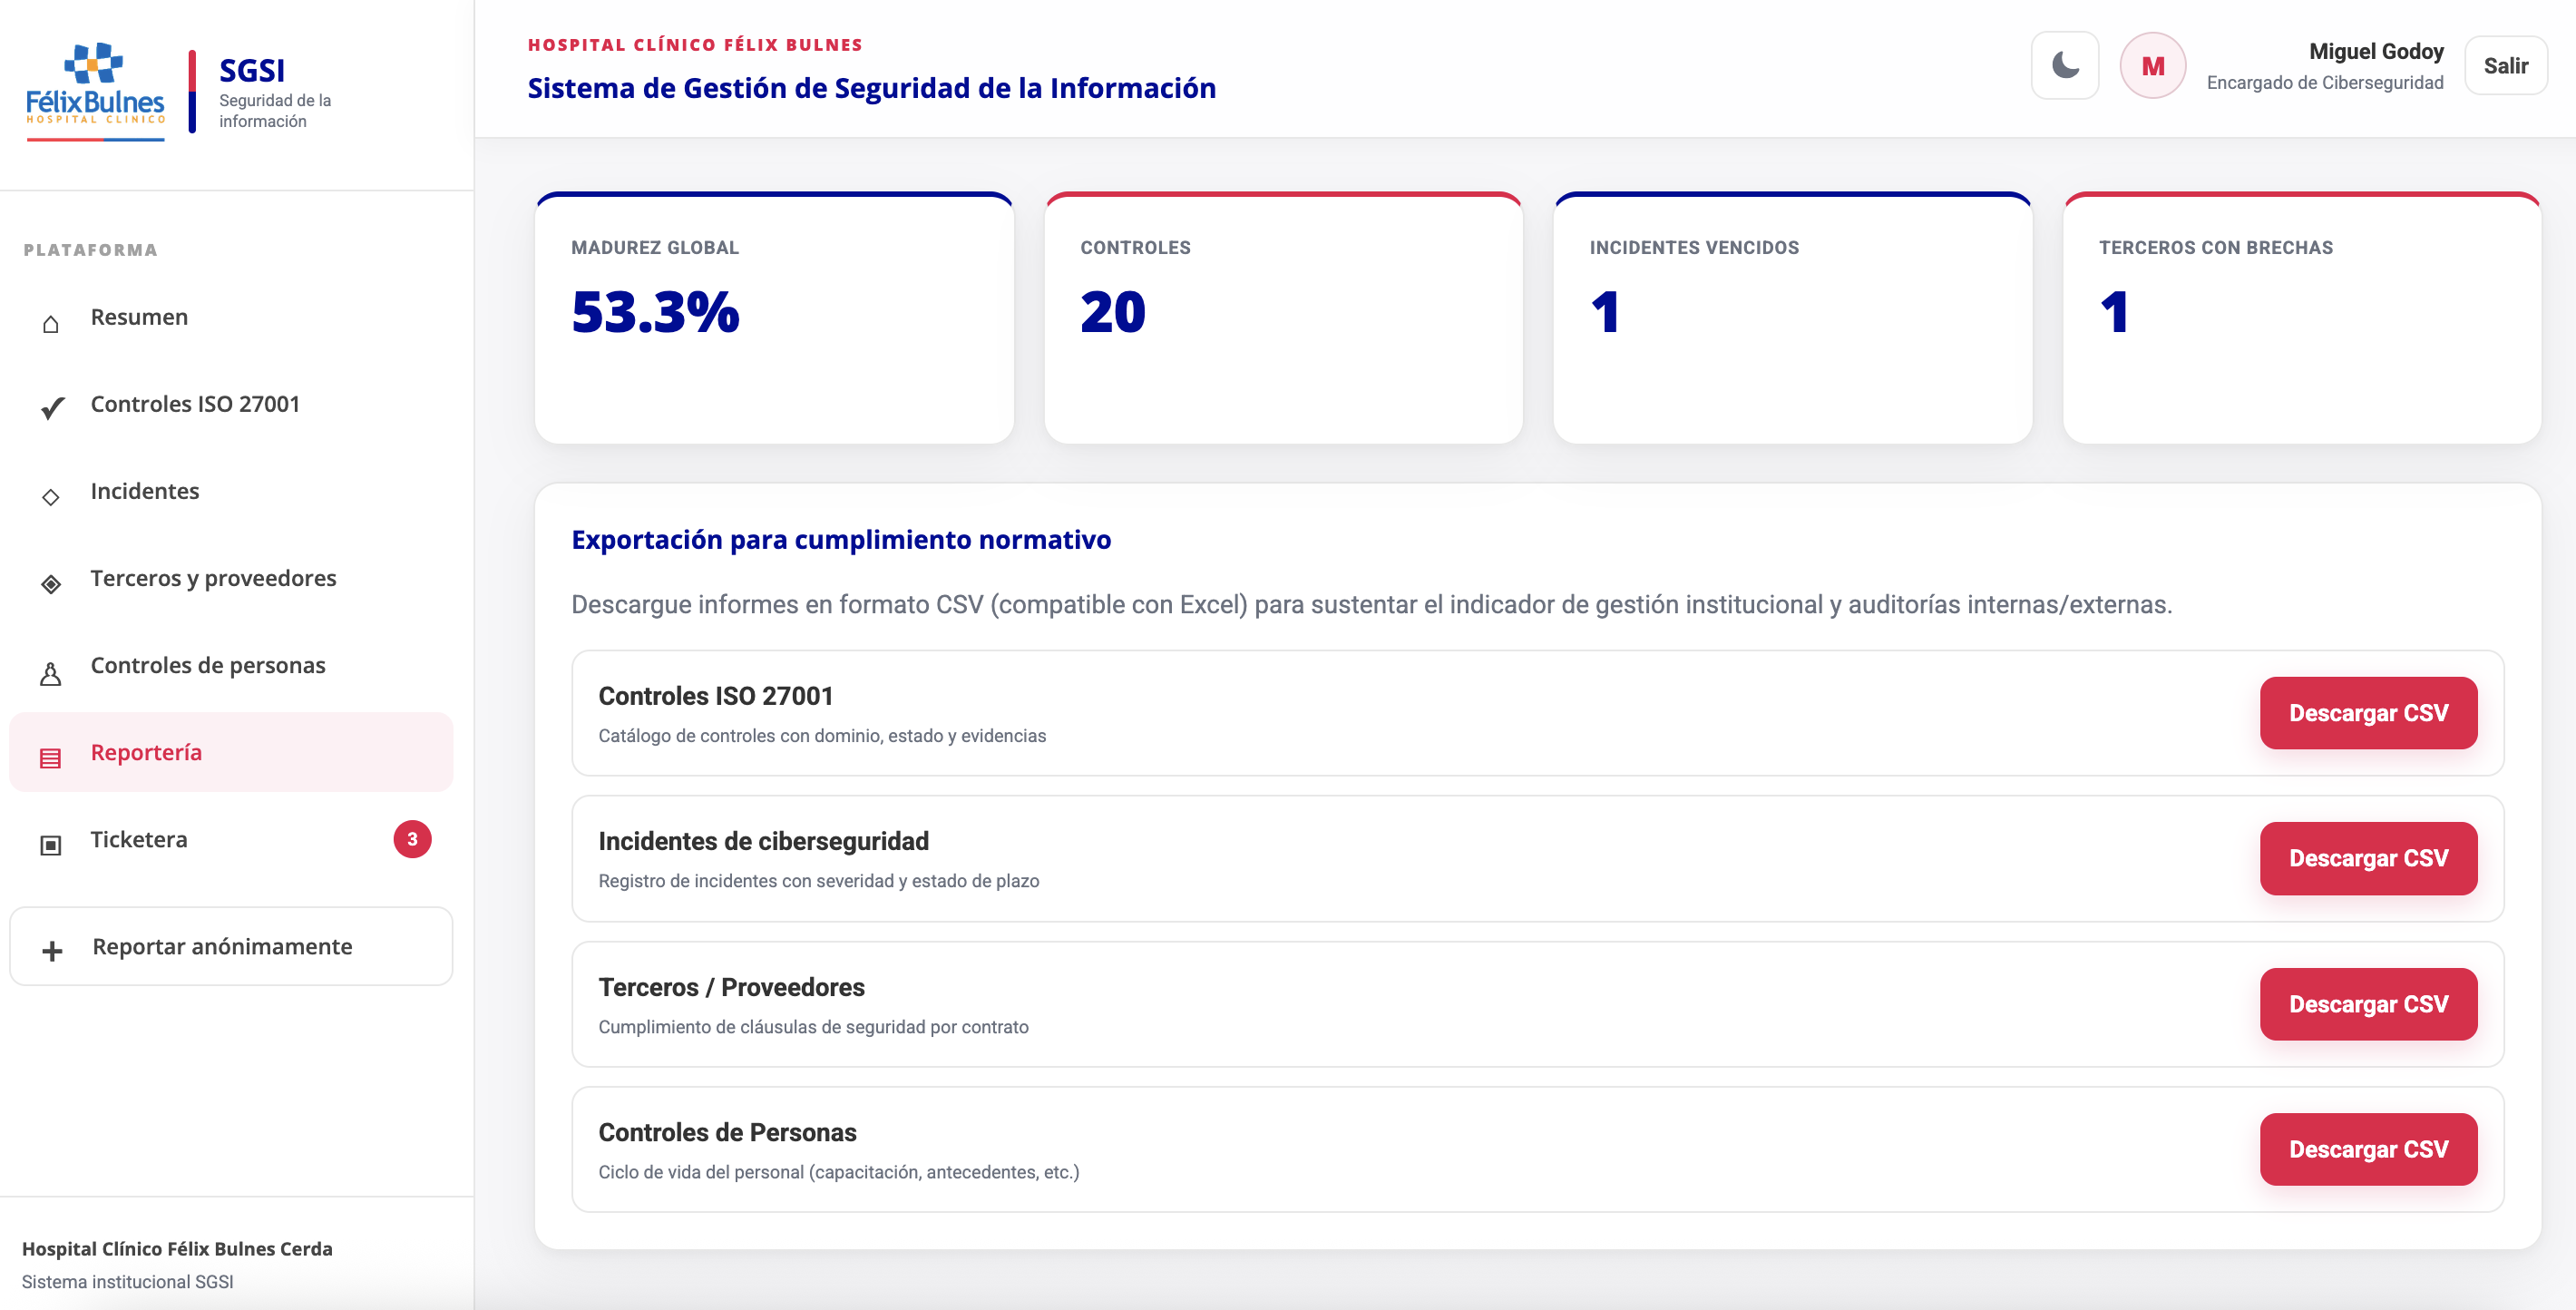 FélixBulnes
HOSPITAL CLINICO
SGSI
Seguridad de la
información
HOSPITAL CLÍNICO FÉLIX BULNES
Sistema de Gestión de Seguridad de la Información
M
Miguel Godoy
Encargado de Ciberseguridad
Salir
PLATAFORMA
Resumen
Controles ISO 27001
Incidentes
Terceros y proveedores
Controles de personas
Reportería
Ticketera
3
Reportar anónimamente
Hospital Clínico Félix Bulnes Cerda
Sistema institucional SGSI
MADUREZ GLOBAL
53.3%
CONTROLES
20
INCIDENTES VENCIDOS
1
TERCEROS CON BRECHAS
1
Exportación para cumplimiento normativo
Descargue informes en formato CSV (compatible con Excel) para sustentar el indicador de gestión institucional y auditorías internas/externas.
Controles ISO 27001
Catálogo de controles con dominio, estado y evidencias
Descargar CSV
Incidentes de ciberseguridad
Registro de incidentes con severidad y estado de plazo
Descargar CSV
Terceros / Proveedores
Cumplimiento de cláusulas de seguridad por contrato
Descargar CSV
Controles de Personas
Ciclo de vida del personal (capacitación, antecedentes, etc.)
Descargar CSV